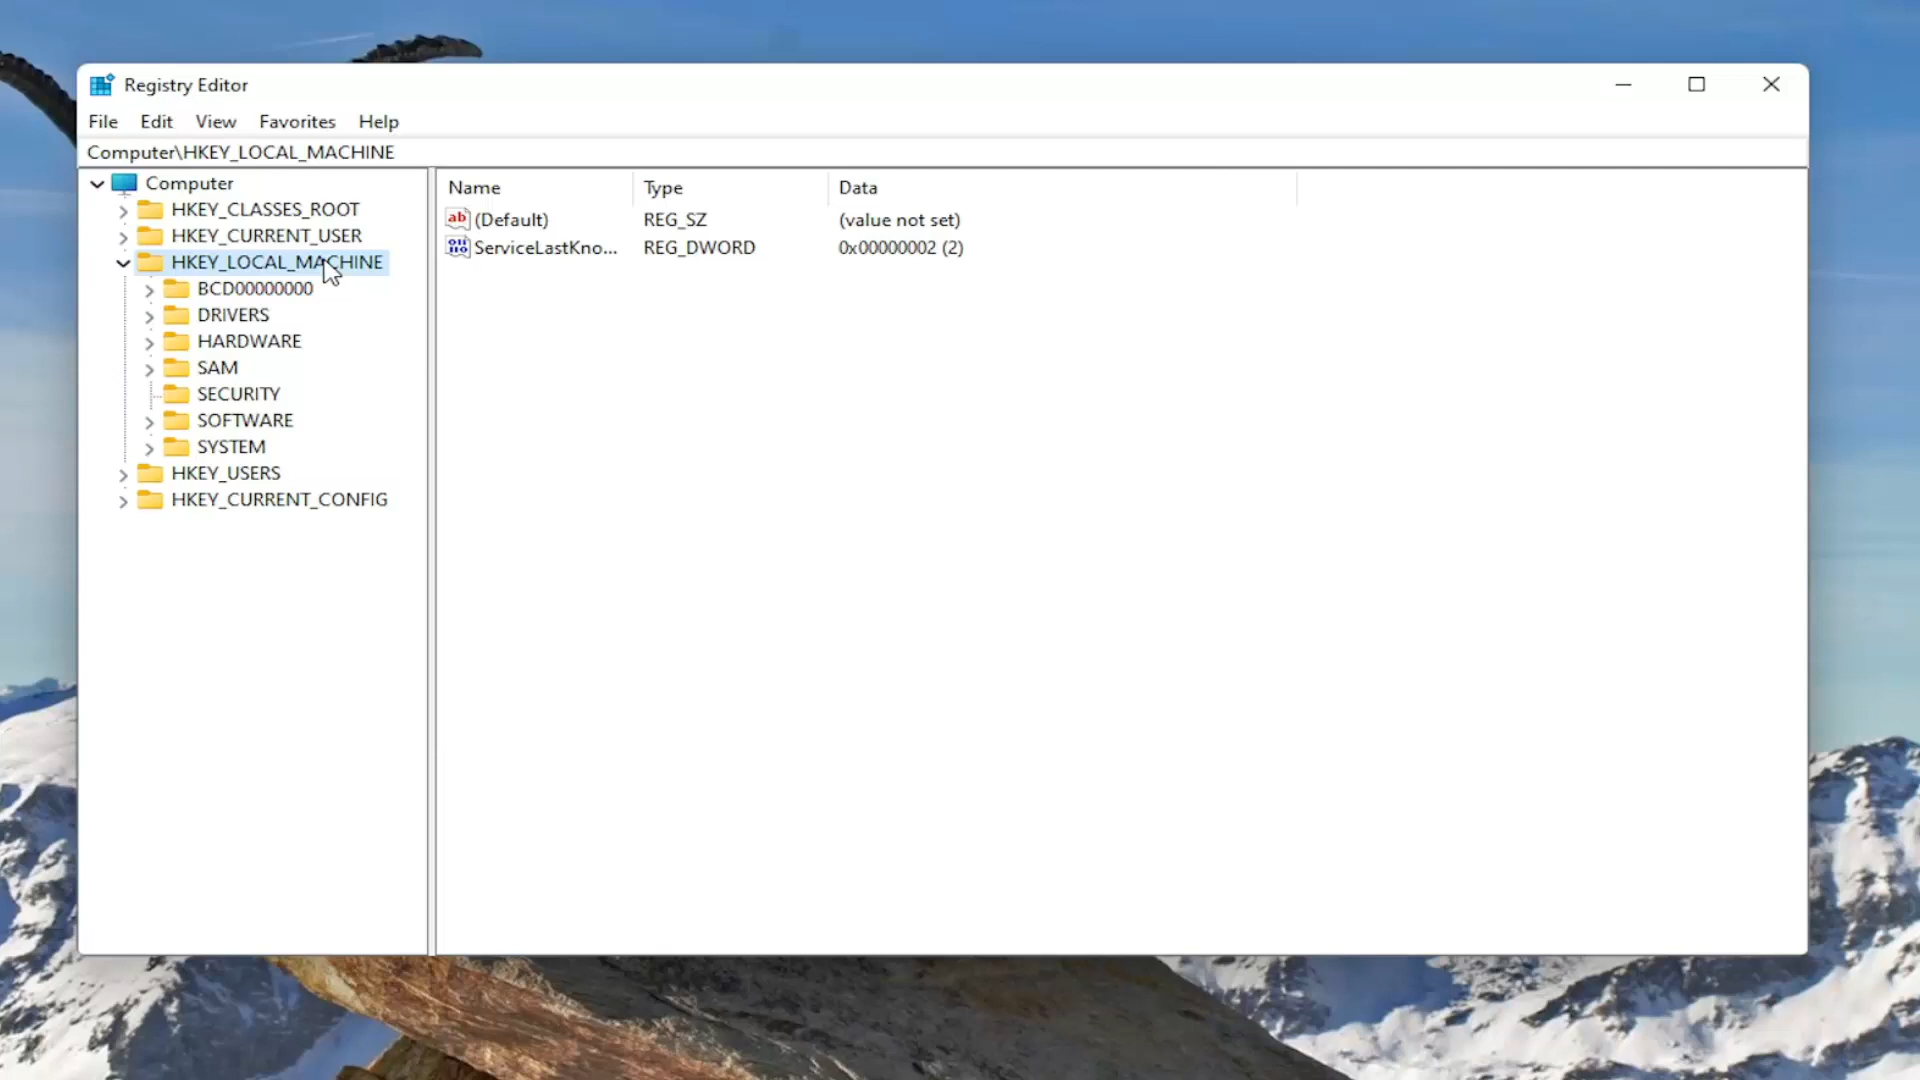 Registry Editor
File Edit View Favorites Help
Computer\HKEY_LOCAL_MACHINE
Computer
HKEY_CLASSES_ROOT
HKEY_CURRENT_USER
HKEY_LOCAL_MACHINE
BCD00000000
DRIVERS
HARDWARE
SAM
SECURITY
SOFTWARE
SYSTEM
HKEY_USERS
HKEY_CURRENT_CONFIG
Name Type Data
(Default) REG_SZ (value not set)
ServiceLastKno... REG_DWORD 0x00000002 (2)